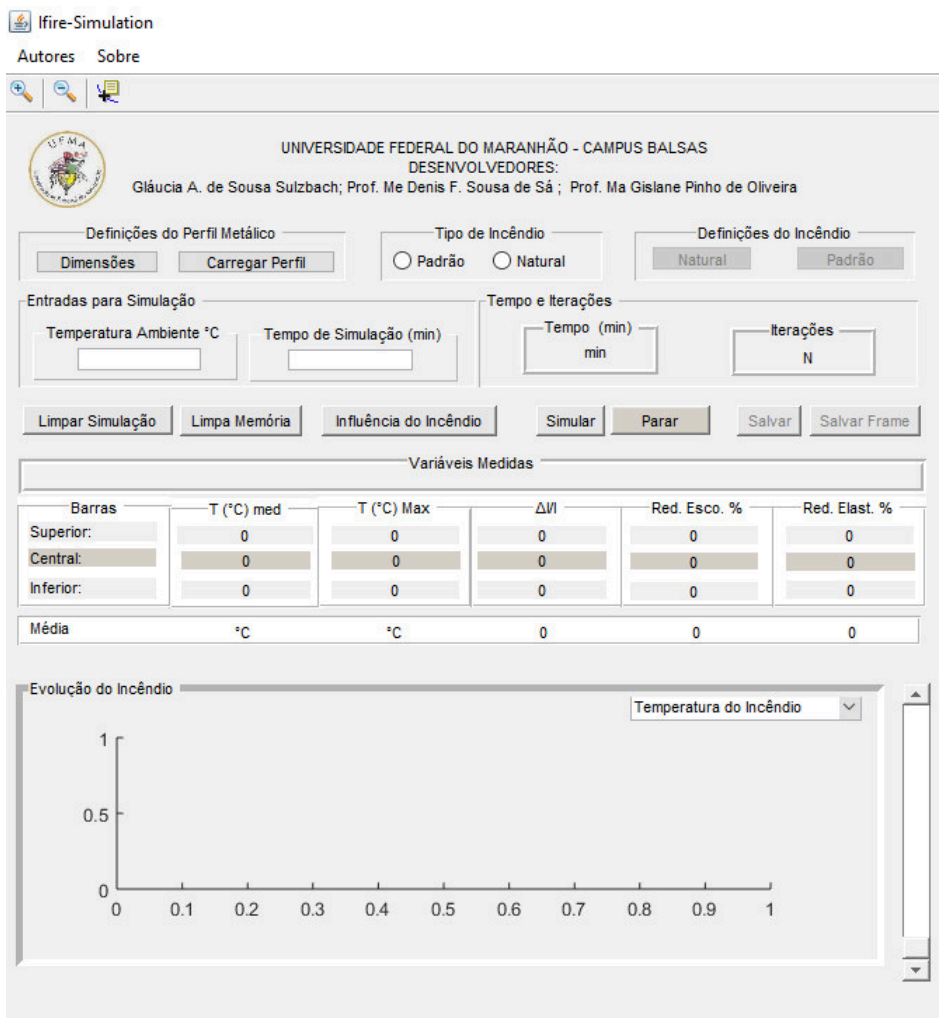 Ifire-Simulation
Autores Sobre
UFMA
UNIVERSIDADE FEDERAL DO MARANHÃO - CAMPUS BALSAS
DESENVOLVEDORES:
Gláucia A. de Sousa Sulzbach; Prof. Me Denis F. Sousa de Sá ; Prof. Ma Gislane Pinho de Oliveira
Definições do Perfil Metálico Tipo de Incêndio Definições do Incêndio
Dimensões Carregar Perfil Padrão Natural Natural Padrão
Entradas para Simulação Tempo e Iterações
Temperatura Ambiente °C Tempo de Simulação (min) Tempo (min) Iterações
min N
Limpar Simulação Limpa Memória Influência do Incêndio Simular Parar Salvar Salvar Frame
Variáveis Medidas
Barras T (°C) med T (°C) Max Δl/l Red. Esco. % Red. Elast. %
Superior: 0 0 0 0 0
Central: 0 0 0 0 0
Inferior: 0 0 0 0 0
Média °C °C 0 0 0
Evolução do Incêndio
Temperatura do Incêndio
1
0.5
0
0 0.1 0.2 0.3 0.4 0.5 0.6 0.7 0.8 0.9 1